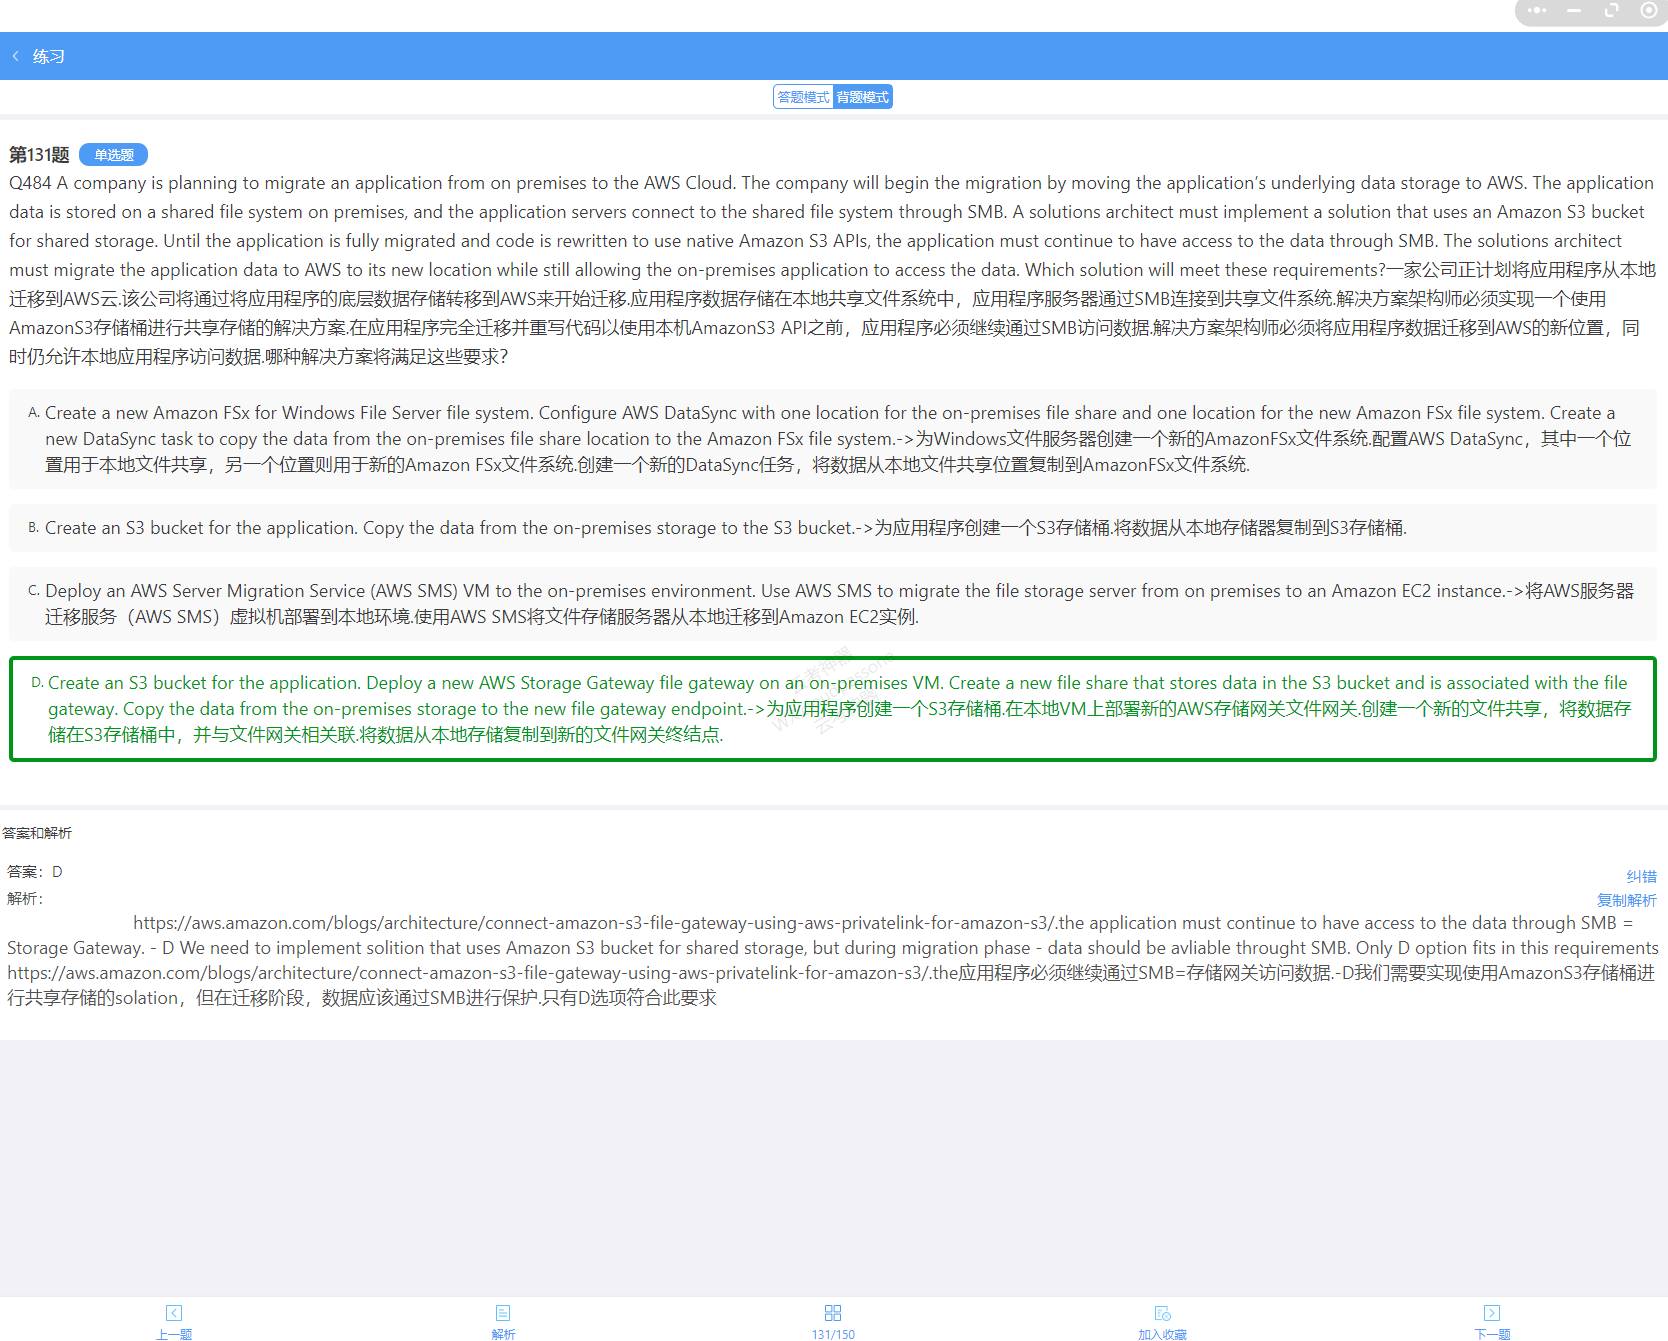 练习
答题模式 背题模式
第131题 单选题
Q484 A company is planning to migrate an application from on premises to the AWS Cloud. The company will begin the migration by moving the application's underlying data storage to AWS. The application
data is stored on a shared file system on premises, and the application servers connect to the shared file system through SMB. A solutions architect must implement a solution that uses an Amazon S3 bucket
for shared storage. Until the application is fully migrated and code is rewritten to use native Amazon S3 APIs, the application must continue to have access to the data through SMB. The solutions architect
must migrate the application data to AWS to its new location while still allowing the on-premises application to access the data. Which solution will meet these requirements?一家公司正计划将应用程序从本地
迁移到AWS云.该公司将通过将应用程序的底层数据存储转移到AWS来开始迁移.应用程序数据存储在本地共享文件系统中，应用程序服务器通过SMB连接到共享文件系统.解决方案架构师必须实现一个使用
AmazonS3存储桶进行共享存储的解决方案.在应用程序完全迁移并重写代码以使用本机AmazonS3 API之前，应用程序必须继续通过SMB访问数据.解决方案架构师必须将应用程序数据迁移到AWS的新位置，同
时仍允许本地应用程序访问数据.哪种解决方案将满足这些要求?
A. Create a new Amazon FSx for Windows File Server file system. Configure AWS DataSync with one location for the on-premises file share and one location for the new Amazon FSx file system. Create a
new DataSync task to copy the data from the on-premises file share location to the Amazon FSx file system.->为Windows文件服务器创建一个新的AmazonFSx文件系统.配置AWS DataSync，其中一个位
置用于本地文件共享，另一个位置则用于新的Amazon FSx文件系统.创建一个新的DataSync任务，将数据从本地文件共享位置复制到AmazonFSx文件系统.
B. Create an S3 bucket for the application. Copy the data from the on-premises storage to the S3 bucket.->为应用程序创建一个S3存储桶.将数据从本地存储器复制到S3存储桶.
C. Deploy an AWS Server Migration Service (AWS SMS) VM to the on-premises environment. Use AWS SMS to migrate the file storage server from on premises to an Amazon EC2 instance.->将AWS服务器
迁移服务（AWS SMS）虚拟机部署到本地环境.使用AWS SMS将文件存储服务器从本地迁移到Amazon EC2实例.
D. Create an S3 bucket for the application. Deploy a new AWS Storage Gateway file gateway on an on-premises VM. Create a new file share that stores data in the S3 bucket and is associated with the file
gateway. Copy the data from the on-premises storage to the new file gateway endpoint.->为应用程序创建一个S3存储桶.在本地VM上部署新的AWS存储网关文件网关.创建一个新的文件共享，将数据存
储在S3存储桶中，并与文件网关相关联.将数据从本地存储复制到新的文件网关终结点.
答案和解析
答案：D
纠错
解析：
复制解析
https://aws.amazon.com/blogs/architecture/connect-amazon-s3-file-gateway-using-aws-privatelink-for-amazon-s3/.the application must continue to have access to the data through SMB =
Storage Gateway. - D We need to implement solition that uses Amazon S3 bucket for shared storage, but during migration phase - data should be avliable throught SMB. Only D option fits in this requirements
https://aws.amazon.com/blogs/architecture/connect-amazon-s3-file-gateway-using-aws-privatelink-for-amazon-s3/.the应用程序必须继续通过SMB=存储网关访问数据.-D我们需要实现使用AmazonS3存储桶进
行共享存储的solation，但在迁移阶段，数据应该通过SMB进行保护.只有D选项符合此要求
上一题 解析 131/150 加入收藏 下一题